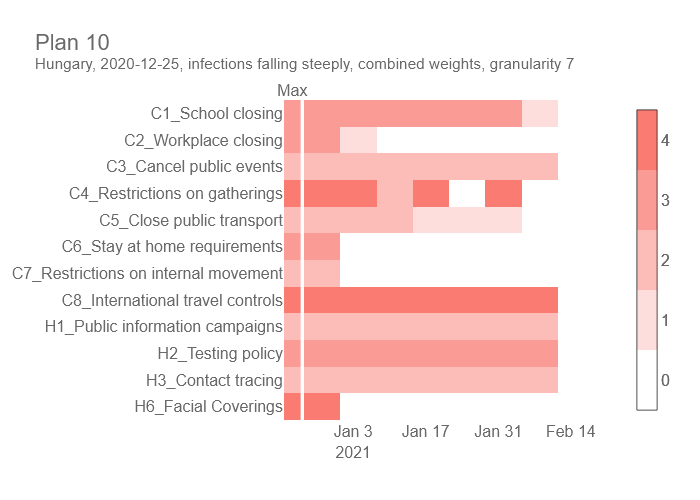 Plan 10
Hungary, 2020-12-25, infections falling steeply, combined weights, granularity 7
Max
C1_School closing
C2_Workplace closing
C3_Cancel public events
C4_Restrictions on gatherings
C5_Close public transport
C6_Stay at home requirements
C7_Restrictions on internal movement
C8_International travel controls
H1_Public information campaigns
H2_Testing policy
H3_Contact tracing
H6_Facial Coverings
Jan 3 Jan 17 Jan 31 Feb 14
2021
4
3
2
1
0